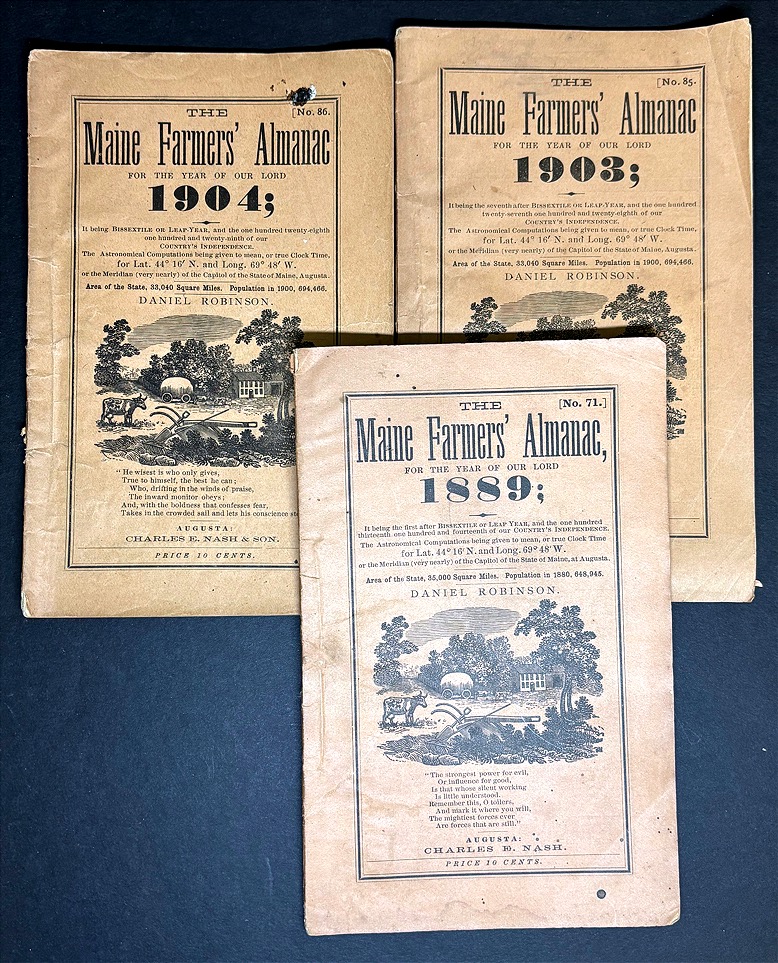 THE [No. 86.
Maine Farmers' Almanac
FOR THE YEAR OF OUR LORD
1904;
It being BISSEXTILE OR LEAP-YEAR, and the one hundred twenty-eighth
one hundred and twenty-ninth of our
COUNTRY'S INDEPENDENCE.
The Astronomical Computations being given to mean, or true Clock Time,
for Lat. 44° 16' N. and Long. 69° 48' W.
or the Meridian (very nearly) of the Capitol of the State of Maine, Augusta.
Area of the State, 33,040 Square Miles. Population in 1900, 694,466.
DANIEL ROBINSON.
"He wisest is who only gives,
True to himself, the best he can;
Who, drifting in the winds of praise,
The inward monitor obeys;
And, with the boldness that confesses fear,
Takes in the crowded sail and lets his conscience
AUGUSTA:
CHARLES E. NASH & SON.
PRICE 10 CENTS.
THE [No. 85.
Maine Farmers' Almanac
FOR THE YEAR OF OUR LORD
1903;
It being the seventh after BISSEXTILE OR LEAP-YEAR, and the one hundred
twenty-seventh one hundred and twenty-eighth of our
COUNTRY'S INDEPENDENCE.
The Astronomical Computations being given to mean, or true Clock Time,
for Lat. 44° 16' N. and Long. 69° 48' W.
or the Meridian (very nearly) of the Capitol of the State of Maine, Augusta.
Area of the State, 33,040 Square Miles. Population in 1900, 694,466.
DANIEL ROBINSON.
THE [No. 71.]
Maine Farmers' Almanac,
FOR THE YEAR OF OUR LORD
1889;
It being the first after BISSEXTILE OR LEAP YEAR, and the one hundred
thirteenth one hundred and fourteenth of our COUNTRY'S INDEPENDENCE.
The Astronomical Computations being given to mean, or true Clock Time
for Lat. 44° 16' N. and Long. 69° 48' W.
or the Meridian (very nearly) of the Capitol of the State of Maine, at Augusta.
Area of the State, 35,000 Square Miles. Population in 1880, 648,945.
DANIEL ROBINSON.
"The strongest power for evil,
Or influence for good,
Is that whose silent working
Is little understood.
Remember this, O toilers,
And mark it where you will,
The mightiest forces ever
Are forces that are still."
AUGUSTA:
CHARLES E. NASH.
PRICE 10 CENTS.